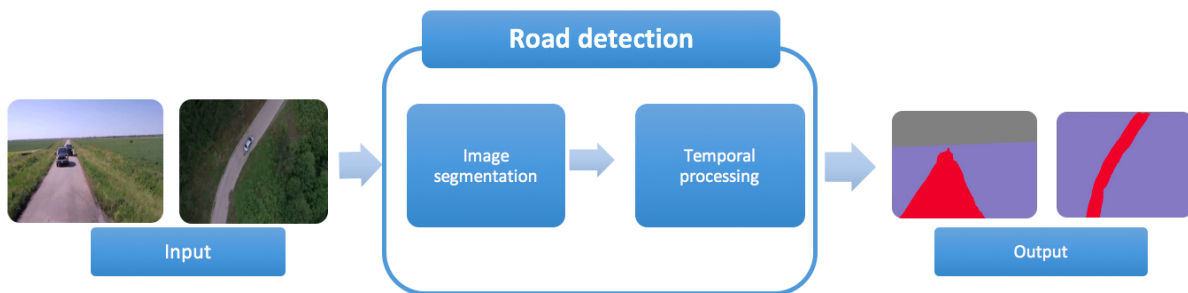 Road detection
Image
segmentation
Temporal
processing
Input
Output